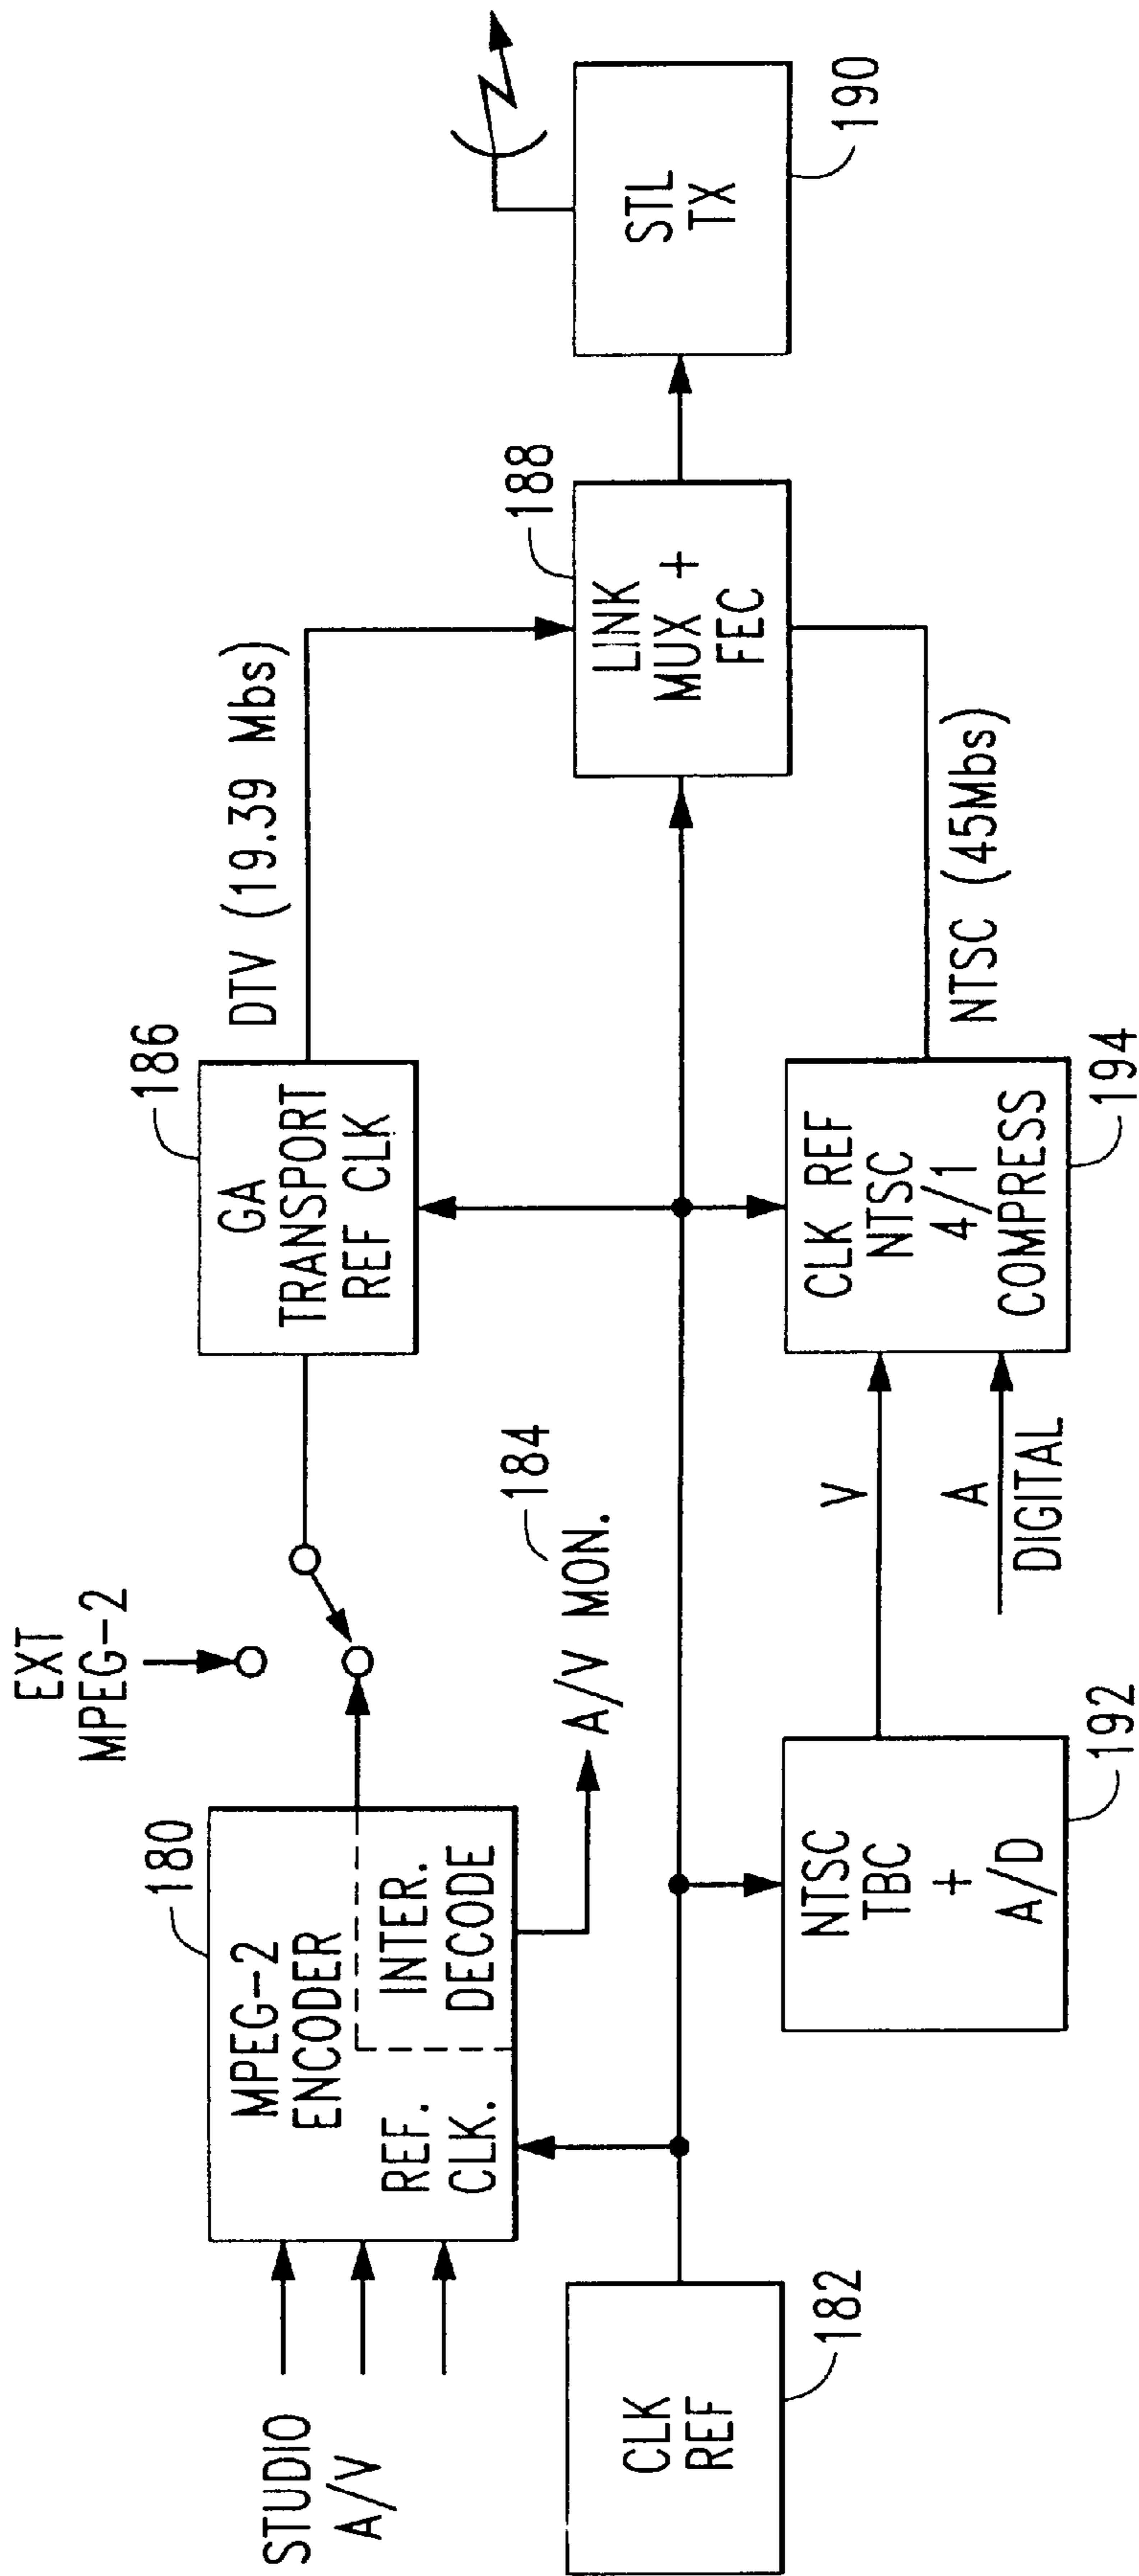 STUDIO
A/V
180
MPEG-2
ENCODER
REF.
CLK.
INTER.
DECODE
EXT
MPEG-2
184
A/V MON.
186
GA
TRANSPORT
REF CLK
DTV (19.39 Mbs)
CLK
REF
182
188
LINK
MUX +
FEC
STL
TX
190
NTSC
TBC
+
A/D
192
V
A
DIGITAL
CLK REF
NTSC
4/1
COMPRESS
194
NTSC (45Mbs)